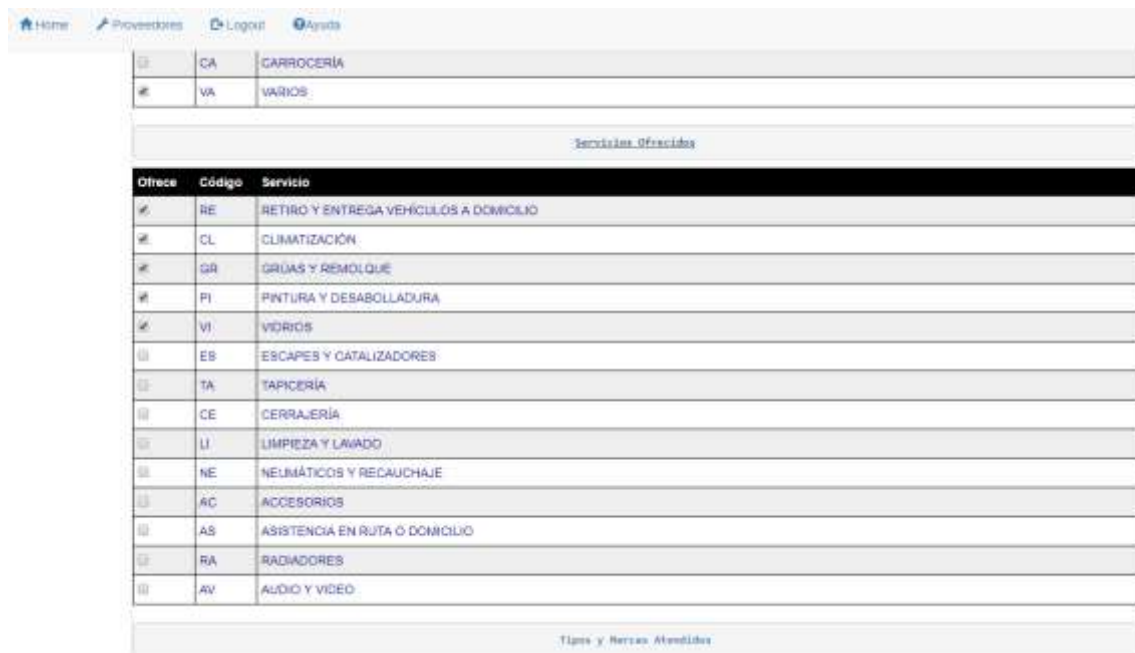 Home Proveedores Logout Ayuda
CA CARROCERÍA
VA VARIOS
Servicios Ofrecidos
Ofrece Código Servicio
RE RETIRO Y ENTREGA VEHÍCULOS A DOMICILIO
CL CLIMATIZACIÓN
GR GRÚAS Y REMOLQUE
PI PINTURA Y DESABOLLADURA
VI VIDRIOS
ES ESCAPES Y CATALIZADORES
TA TAPICERÍA
CE CERRAJERÍA
LI LIMPIEZA Y LAVADO
NE NEUMÁTICOS Y RECAUCHAJE
AC ACCESORIOS
AS ASISTENCIA EN RUTA O DOMICILIO
RA RADIADORES
AV AUDIO Y VIDEO
Tipos y Marcas Atendidos